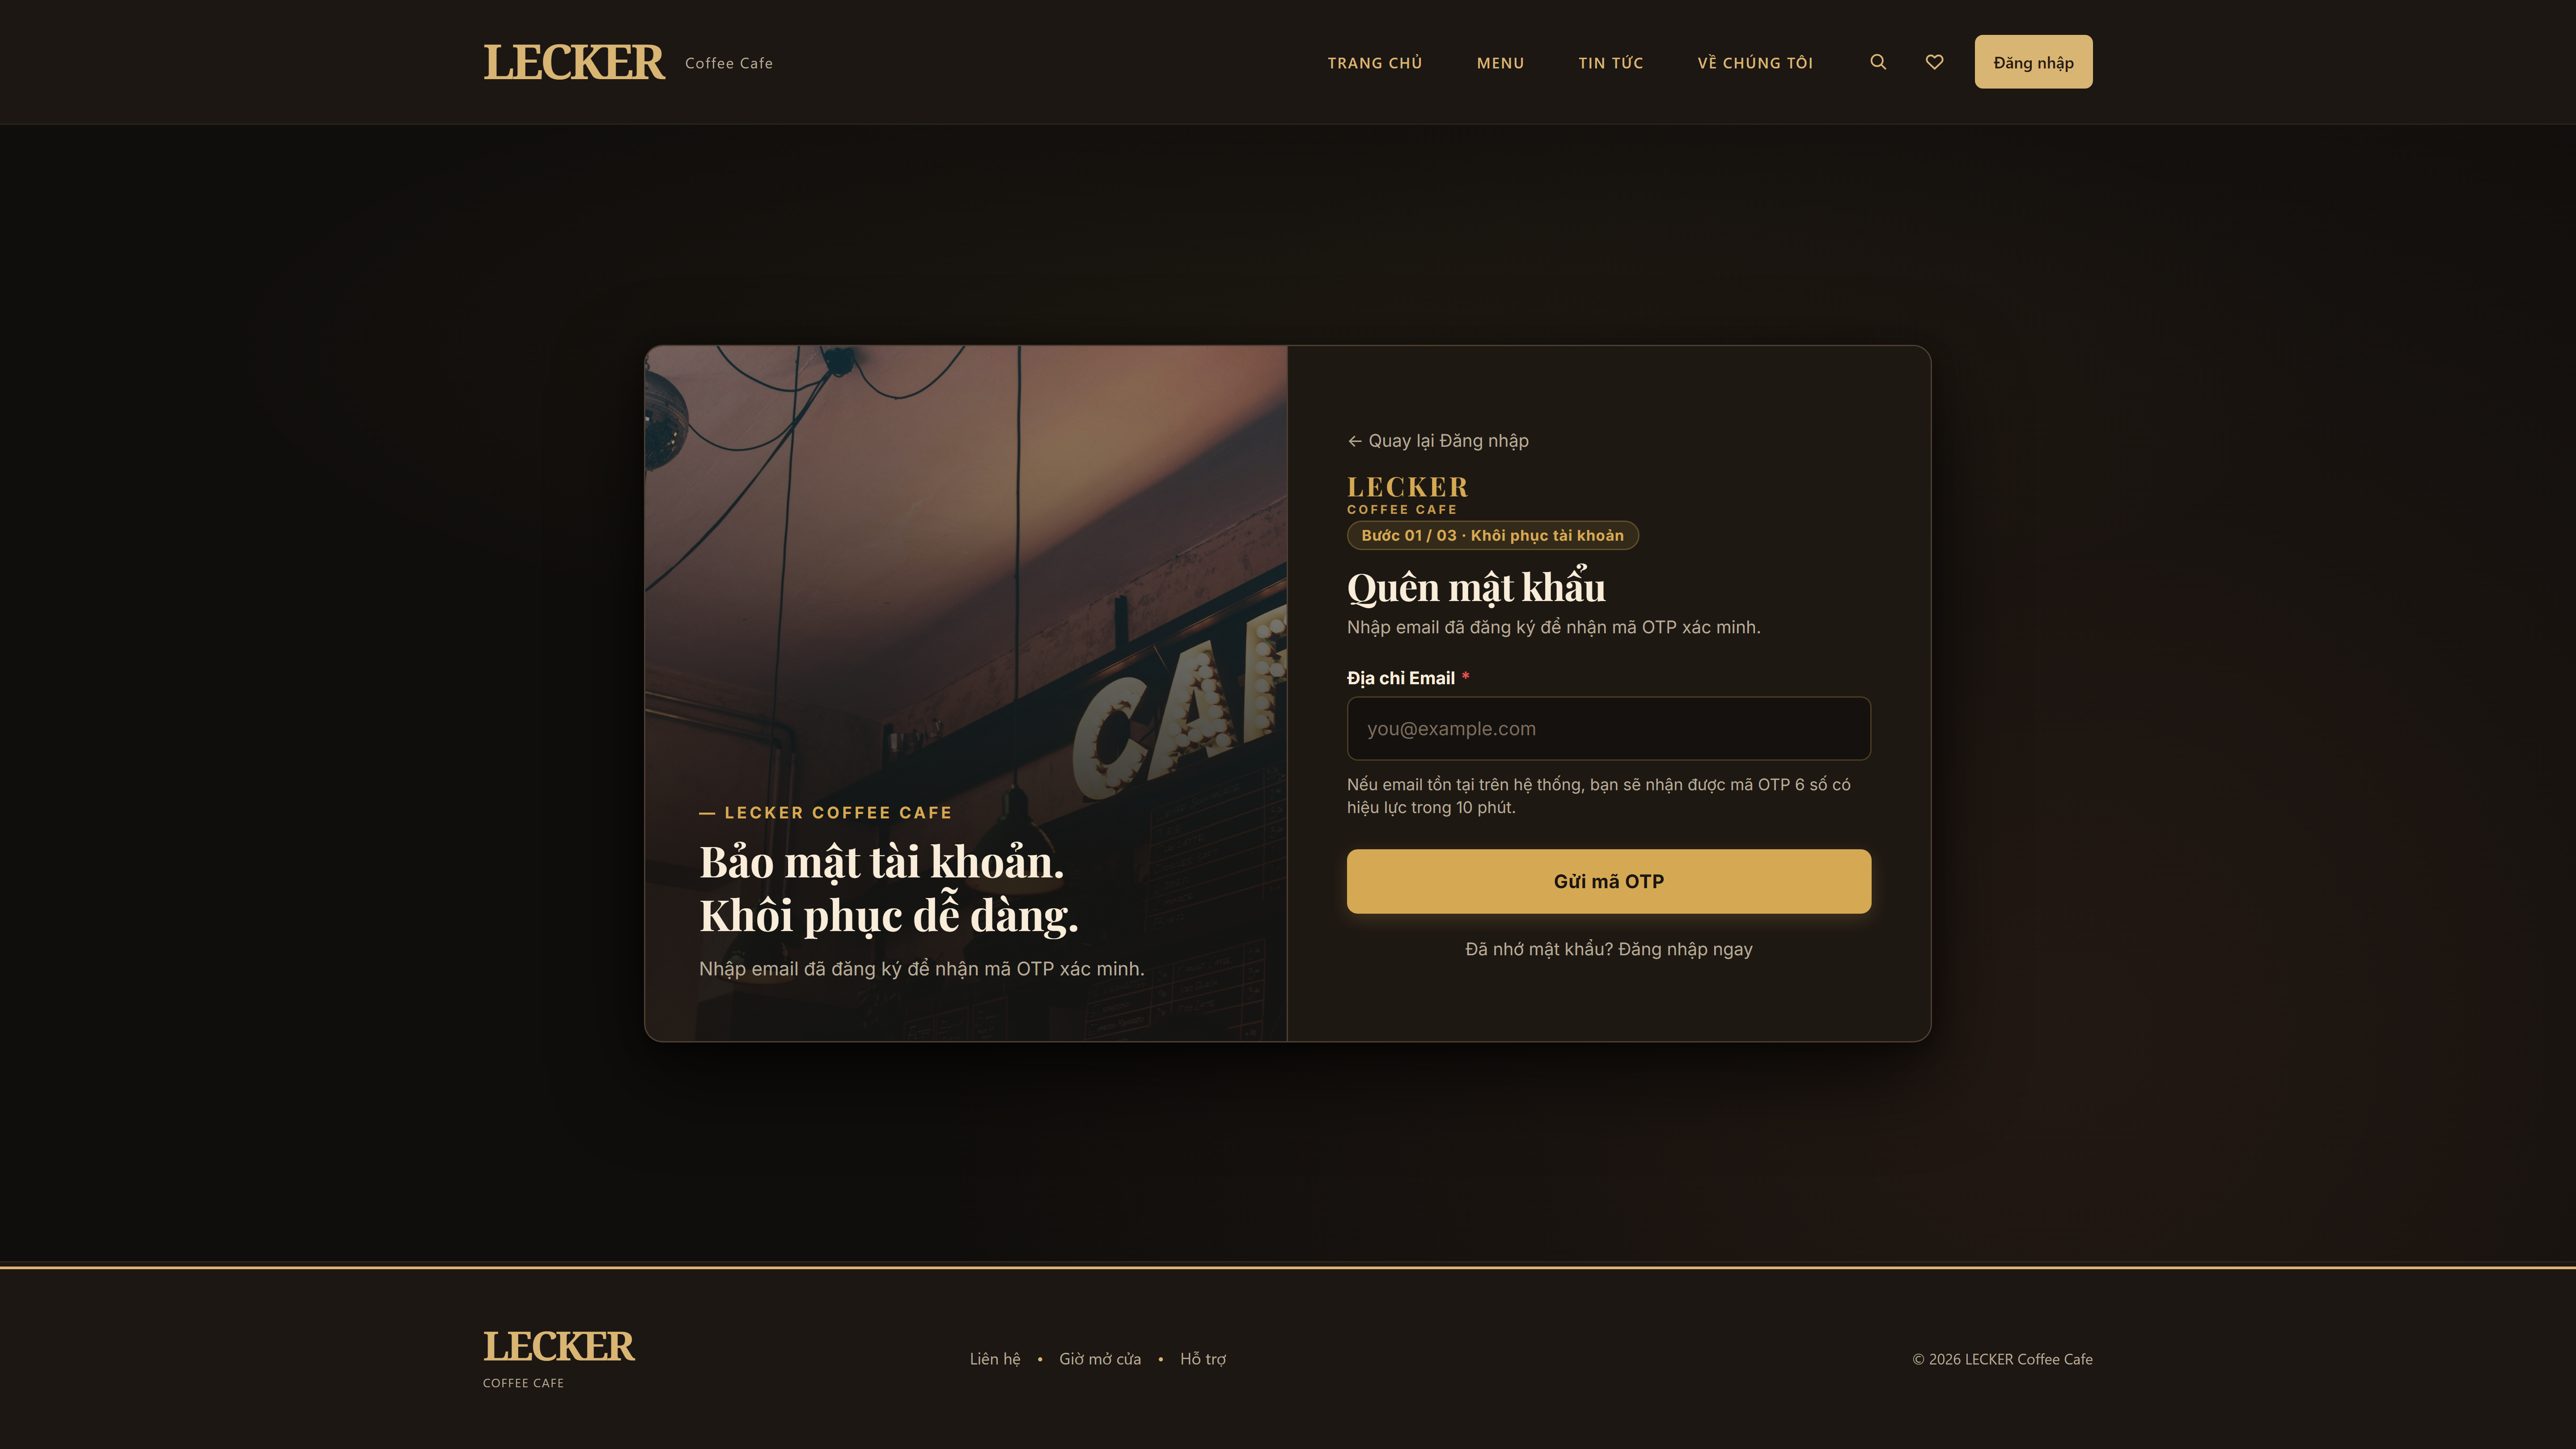 LECKER Coffee Cafe
TRANG CHỦ MENU TIN TỨC VỀ CHÚNG TÔI Đăng nhập
CAF
— LECKER COFFEE CAFE
Bảo mật tài khoản.
Khôi phục dễ dàng.
Nhập email đã đăng ký để nhận mã OTP xác minh.
← Quay lại Đăng nhập
LECKER
COFFEE CAFE
Bước 01 / 03 · Khôi phục tài khoản
Quên mật khẩu
Nhập email đã đăng ký để nhận mã OTP xác minh.
Địa chỉ Email *
you@example.com
Nếu email tồn tại trên hệ thống, bạn sẽ nhận được mã OTP 6 số có
hiệu lực trong 10 phút.
Gửi mã OTP
Đã nhớ mật khẩu? Đăng nhập ngay
LECKER
COFFEE CAFE
Liên hệ • Giờ mở cửa • Hỗ trợ
© 2026 LECKER Coffee Cafe